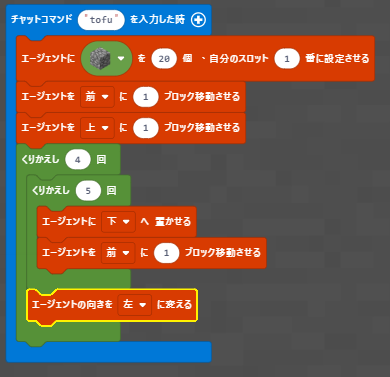 チャットコマンド "tofu" を入力した時
エージェントに を 20 個 、自分のスロット 1 番に設定させる
エージェントを 前 に 1 ブロック移動させる
エージェントを 上 に 1 ブロック移動させる
くりかえし 4 回
くりかえし 5 回
エージェントに 下 へ 置かせる
エージェントを 前 に 1 ブロック移動させる
エージェントの向きを 左 に変える